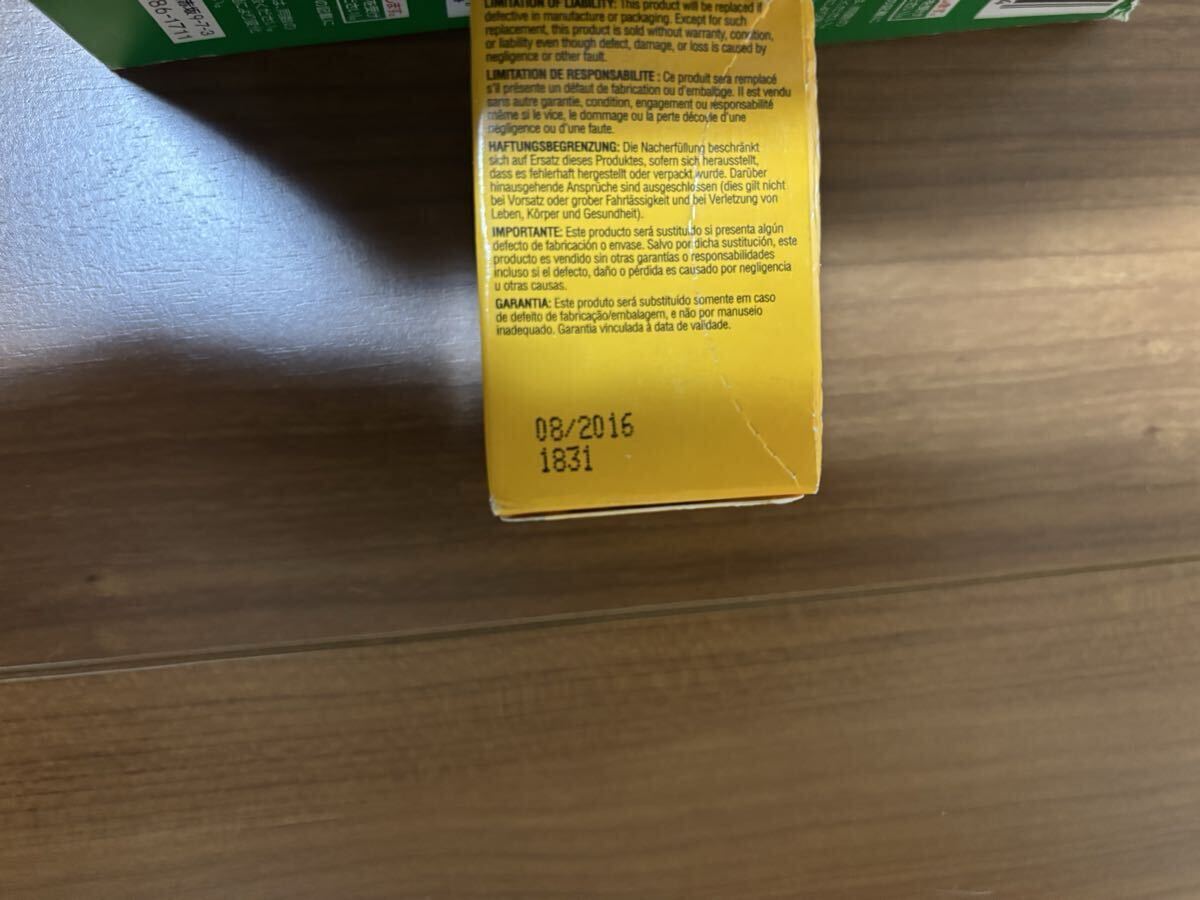 赤坂9-7-3
86-1711
LIMITATION OF LIABILITY: This product will be replaced if
defective in manufacture or packaging. Except for such
replacement, this product is sold without warranty, condition,
or liability even though defect, damage, or loss is caused by
negligence or other fault.
LIMITATION DE RESPONSABILITE : Ce produit sera remplacé
s'il présente un défaut de fabrication ou d'emballage. Il est vendu
sans autre garantie, condition, engagement ou responsabilité
même si le vice, le dommage ou la perte découle d'une
négligence ou d'une faute.
HAFTUNGSBEGRENZUNG: Die Nacherfüllung beschränkt
sich auf Ersatz dieses Produktes, sofern sich herausstellt,
dass es fehlerhaft hergestellt oder verpackt wurde. Darüber
hinausgehende Ansprüche sind ausgeschlossen (dies gilt nicht
bei Vorsatz oder grober Fahrlässigkeit und bei Verletzung von
Leben, Körper und Gesundheit).
IMPORTANTE: Este producto será sustituido si presenta algún
defecto de fabricación o envase. Salvo por dicha sustitución, este
producto es vendido sin otras garantías o responsabilidades
incluso si el defecto, daño o pérdida es causado por negligencia
u otras causas.
GARANTIA: Este produto será substituído somente em caso
de defeito de fabricação/embalagem, e não por manuseio
inadequado. Garantia vinculada à data de validade.
08/2016
1831